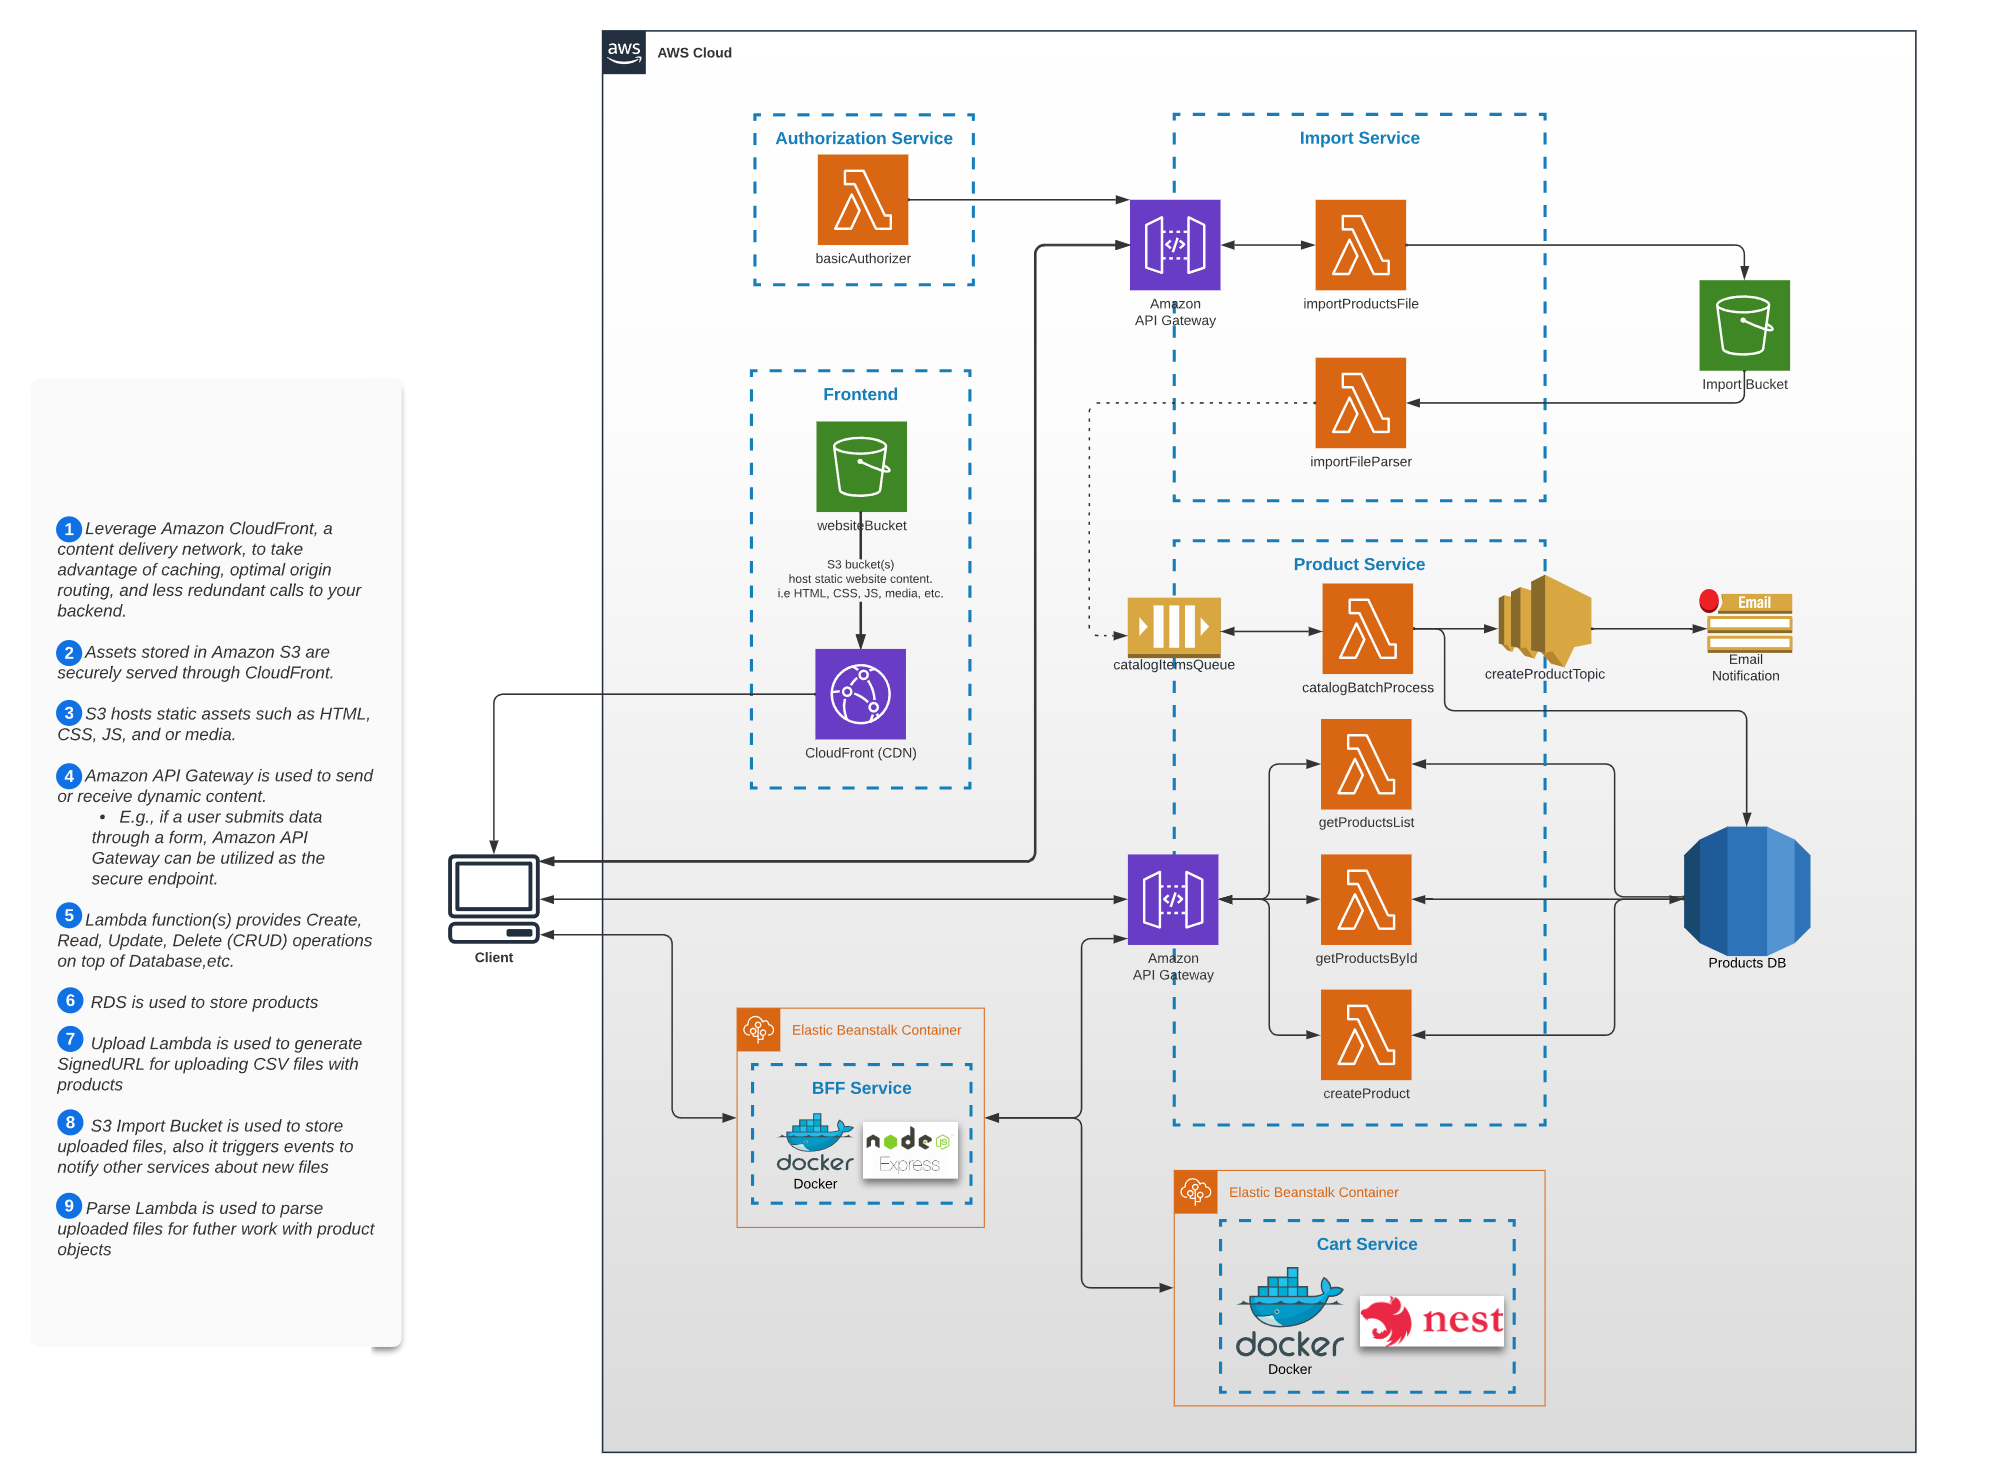 aws
AWS Cloud
Authorization Service
basicAuthorizer
Import Service
Amazon
API Gateway
importProductsFile
Import Bucket
importFileParser
Frontend
websiteBucket
S3 bucket(s)
host static website content.
i.e HTML, CSS, JS, media, etc.
CloudFront (CDN)
Product Service
catalogItemsQueue
catalogBatchProcess
createProductTopic
Email
Email
Notification
getProductsList
Amazon
API Gateway
getProductsById
Products DB
createProduct
Client
Elastic Beanstalk Container
BFF Service
docker
Docker
node
JS
Express
Elastic Beanstalk Container
Cart Service
docker
Docker
nest
1 Leverage Amazon CloudFront, a
content delivery network, to take
advantage of caching, optimal origin
routing, and less redundant calls to your
backend.
2 Assets stored in Amazon S3 are
securely served through CloudFront.
3 S3 hosts static assets such as HTML,
CSS, JS, and or media.
4 Amazon API Gateway is used to send
or receive dynamic content.
• E.g., if a user submits data
through a form, Amazon API
Gateway can be utilized as the
secure endpoint.
5 Lambda function(s) provides Create,
Read, Update, Delete (CRUD) operations
on top of Database,etc.
6 RDS is used to store products
7 Upload Lambda is used to generate
SignedURL for uploading CSV files with
products
8 S3 Import Bucket is used to store
uploaded files, also it triggers events to
notify other services about new files
9 Parse Lambda is used to parse
uploaded files for futher work with product
objects